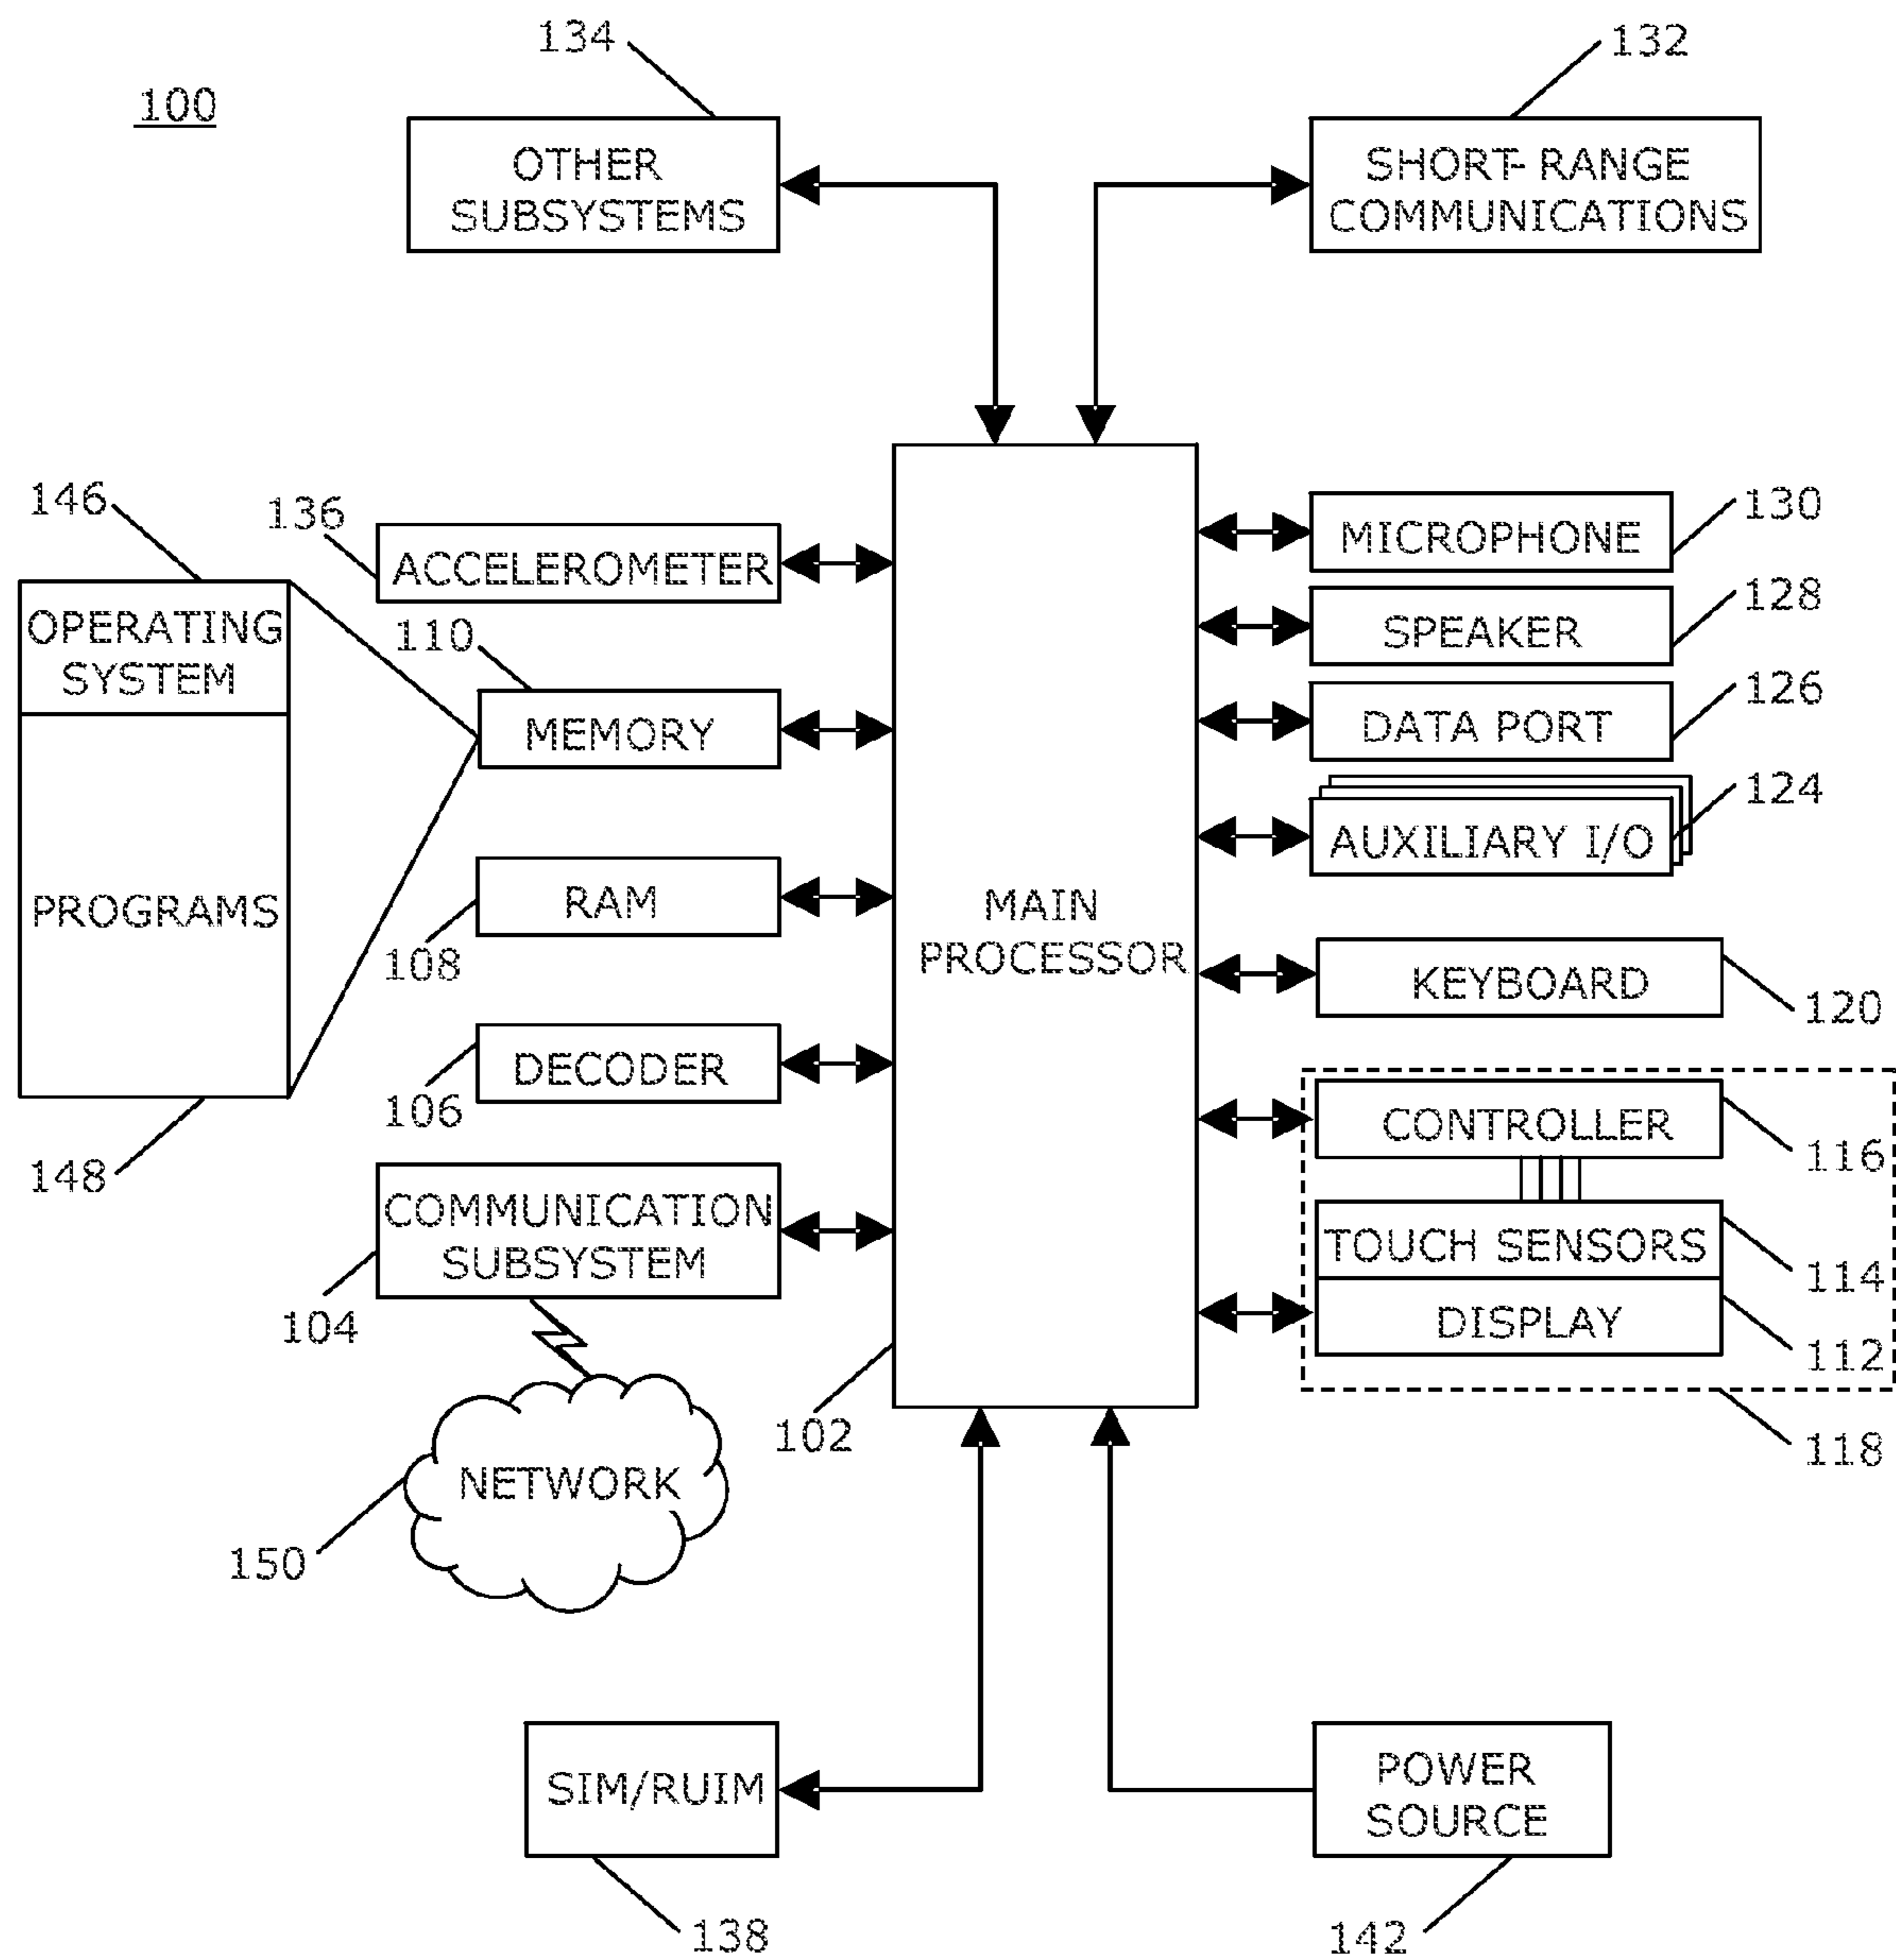 134
132
100
OTHER
SUBSYSTEMS
SHORT-RANGE
COMMUNICATIONS
146
136
ACCELEROMETER
MICROPHONE
130
OPERATING
SYSTEM
110
SPEAKER
128
MEMORY
DATA PORT
126
AUXILIARY I/O
124
PROGRAMS
RAM
108
MAIN
PROCESSOR
KEYBOARD
120
DECODER
106
CONTROLLER
116
148
COMMUNICATION
SUBSYSTEM
104
TOUCH SENSORS
114
DISPLAY
112
102
118
NETWORK
150
SIM/RUIM
138
POWER
SOURCE
142